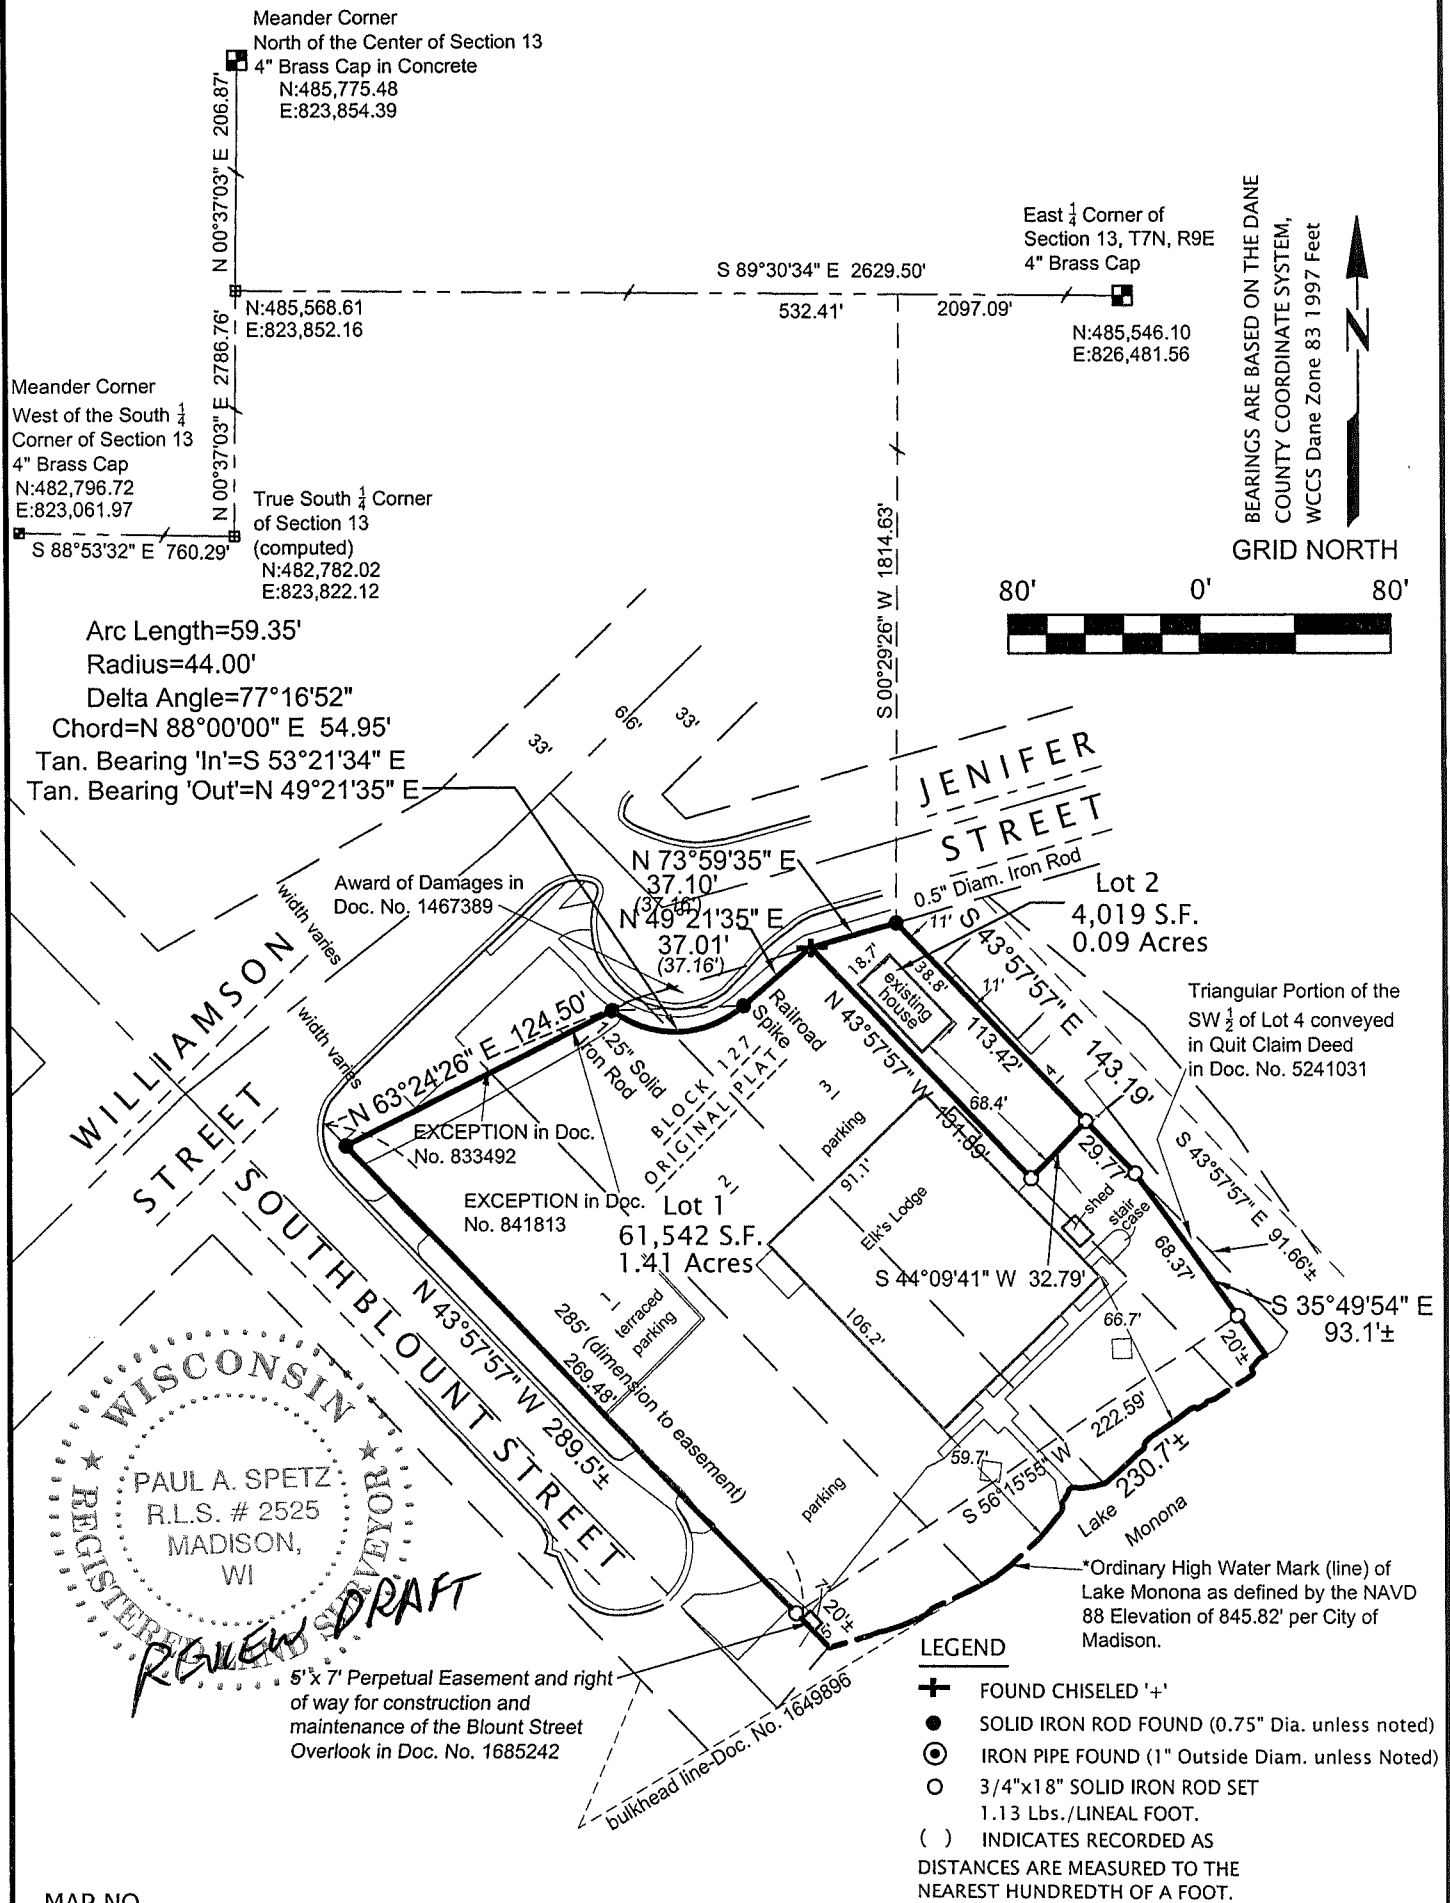 Meander Corner
North of the Center of Section 13
4" Brass Cap in Concrete
N:485,775.48
E:823,854.39
N 00°37'03" E 206.87'
East 1/4 Corner of
Section 13, T7N, R9E
4" Brass Cap
S 89°30'34" E 2629.50'
532.41'
2097.09'
N:485,546.10
E:826,481.56
N:485,568.61
E:823,852.16
N 00°37'03" E 2786.76'
BEARINGS ARE BASED ON THE DANE
COUNTY COORDINATE SYSTEM,
WCCS Dane Zone 83 1997 Feet
N
GRID NORTH
80' 0' 80'
Meander Corner
West of the South 1/4
Corner of Section 13
4" Brass Cap
N:482,796.72
E:823,061.97
S 88°53'32" E 760.29'
True South 1/4 Corner
of Section 13
(computed)
N:482,782.02
E:823,822.12
S 00°29'26" W 1814.63'
Arc Length=59.35'
Radius=44.00'
Delta Angle=77°16'52"
Chord=N 88°00'00" E 54.95'
Tan. Bearing 'In'=S 53°21'34" E
Tan. Bearing 'Out'=N 49°21'35" E
33'
66'
33'
JENIFER
STREET
N 73°59'35" E
37.10'
(37.16')
N 49°21'35" E
37.01'
(37.16')
0.5" Diam. Iron Rod
Lot 2
4,019 S.F.
0.09 Acres
Award of Damages in
Doc. No. 1467389
width varies
WILLIAMSON
STREET
width varies
11'
18.7'
38.8'
11'
existing
house
S 43°57'57" E 143.19'
113.42'
4
N 43°57'57" W 131.09'
68.4'
29.77'
Triangular Portion of the
SW 1/2 of Lot 4 conveyed
in Quit Claim Deed
in Doc. No. 5241031
S 43°57'57" E 91.66'±
N 63°24'26" E 124.50'
1.25" Solid
Iron Rod
Railroad
Spike
BLOCK 127
ORIGINAL PLAT
3
2
1
parking
EXCEPTION in Doc.
No. 833492
EXCEPTION in Doc.
No. 841813
Lot 1
61,542 S.F.
1.41 Acres
91.1'
Elk's Lodge
106.2'
shed
stair
case
S 44°09'41" W 32.79'
68.37'
S 35°49'54" E
93.1'±
20'±
66.7'
SOUTH BLOUNT STREET
N 43°57'57" W 289.5'±
269.48'
285' (dimension to easement)
terraced
parking
parking
59.7'
S 56°15'55" W
222.59'
230.7'±
Lake
Monona
*Ordinary High Water Mark (line) of
Lake Monona as defined by the NAVD
88 Elevation of 845.82' per City of
Madison.
WISCONSIN
PAUL A. SPETZ
R.L.S. # 2525
MADISON,
WI
REGISTERED LAND SURVEYOR
REVIEW DRAFT
7'
20'±
5'
5' x 7' Perpetual Easement and right
of way for construction and
maintenance of the Blount Street
Overlook in Doc. No. 1685242
bulkhead line-Doc. No. 1649896
LEGEND
FOUND CHISELED '+'
SOLID IRON ROD FOUND (0.75" Dia. unless noted)
IRON PIPE FOUND (1" Outside Diam. unless Noted)
3/4"x18" SOLID IRON ROD SET
1.13 Lbs./LINEAL FOOT.
( ) INDICATES RECORDED AS
DISTANCES ARE MEASURED TO THE
NEAREST HUNDREDTH OF A FOOT.